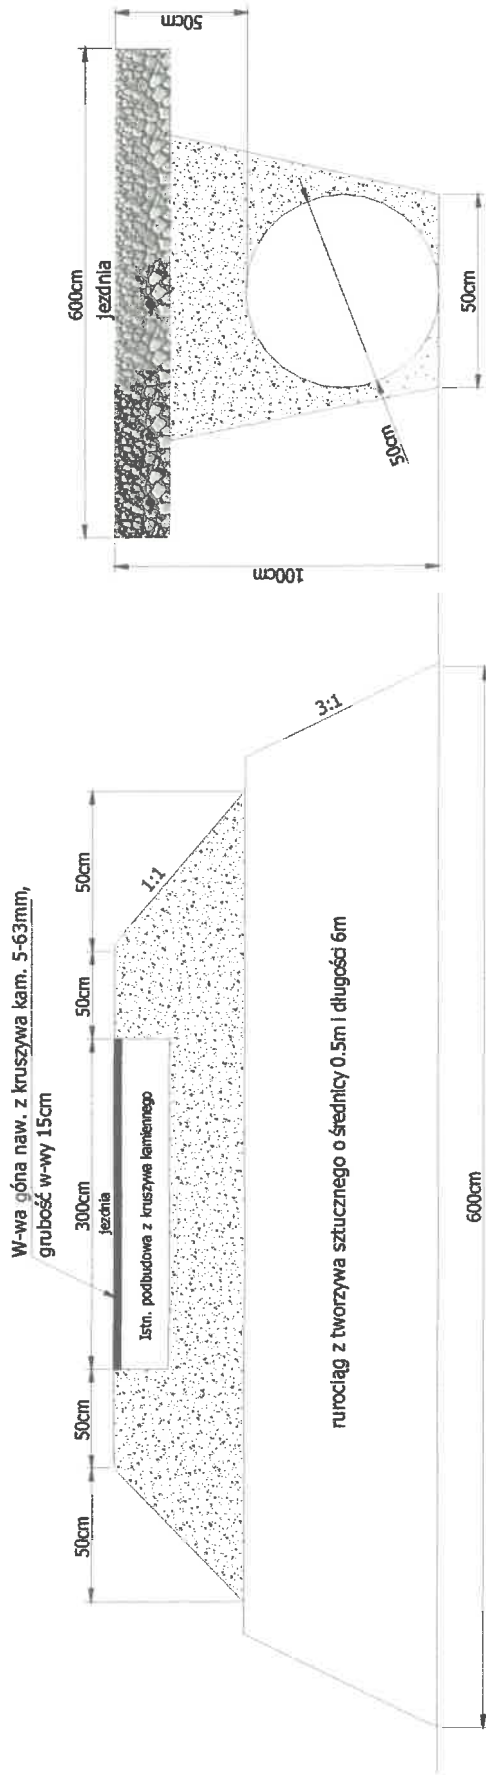 W-wa góna naw. z kruszywa kam. 5-63mm,
grubość w-wy 15cm
50cm
50cm
300cm
50cm
50cm
jezdnia
1:1
Istn. podbudowa z kruszywa kamiennego
3:1
rurociąg z tworzywa sztucznego o średnicy 0.5m i długości 6m
600cm
600cm
jezdnia
50cm
100cm
50cm
50cm